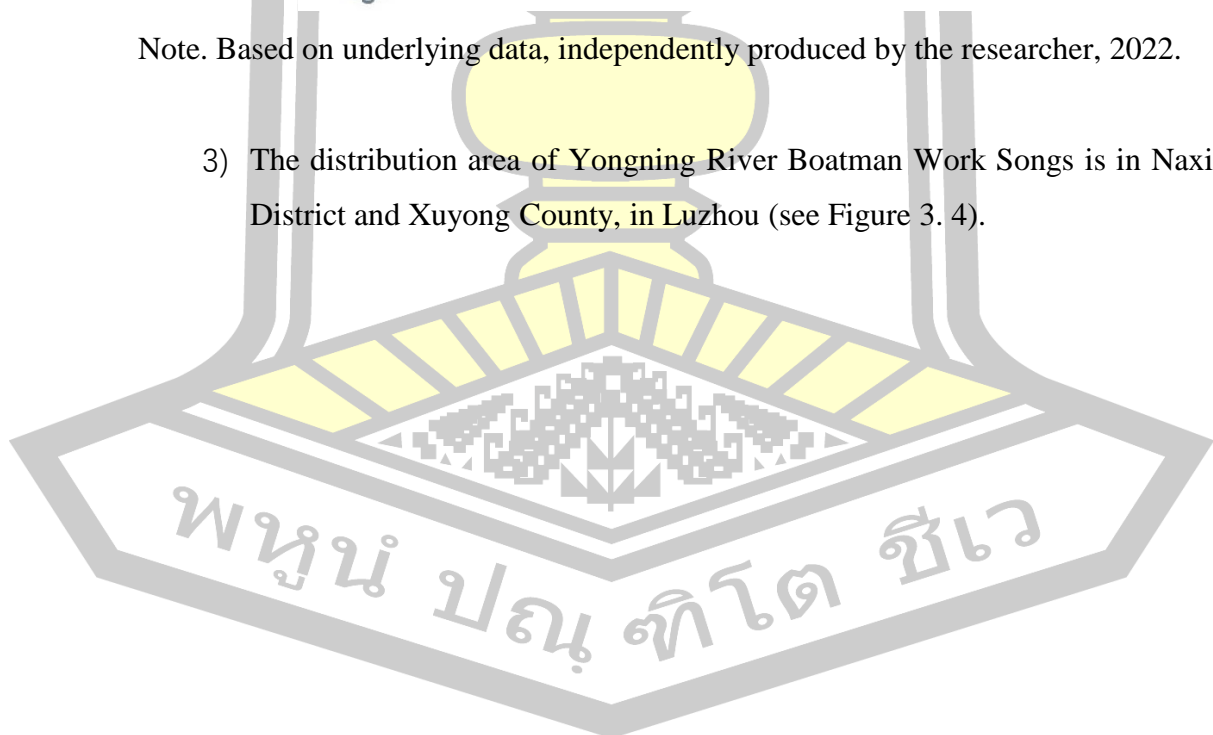 Note. Based on underlying data, independently produced by the researcher, 2022.
3) The distribution area of Yongning River Boatman Work Songs is in Naxi
District and Xuyong County, in Luzhou (see Figure 3. 4).
พหูนํ ปณฺฑิโต ชีเว